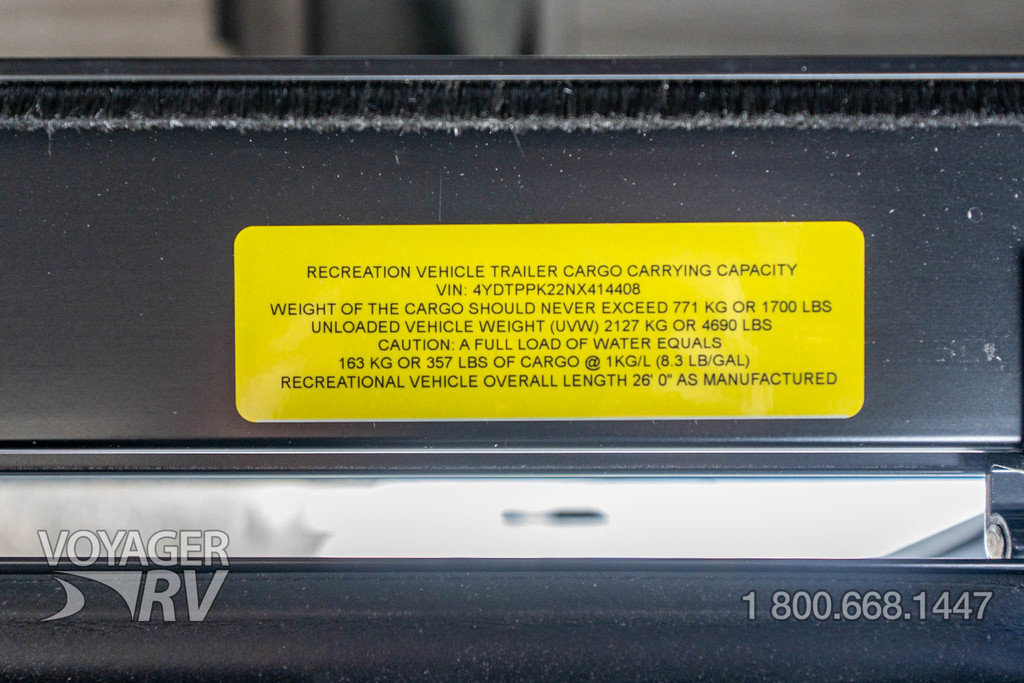 RECREATION VEHICLE TRAILER CARGO CARRYING CAPACITY
VIN: 4YDTPPK22NX414408
WEIGHT OF THE CARGO SHOULD NEVER EXCEED 771 KG OR 1700 LBS
UNLOADED VEHICLE WEIGHT (UVW) 2127 KG OR 4690 LBS
CAUTION: A FULL LOAD OF WATER EQUALS
163 KG OR 357 LBS OF CARGO @ 1KG/L (8.3 LB/GAL)
RECREATIONAL VEHICLE OVERALL LENGTH 26' 0" AS MANUFACTURED
VOYAGER
RV
1 800.668.1447